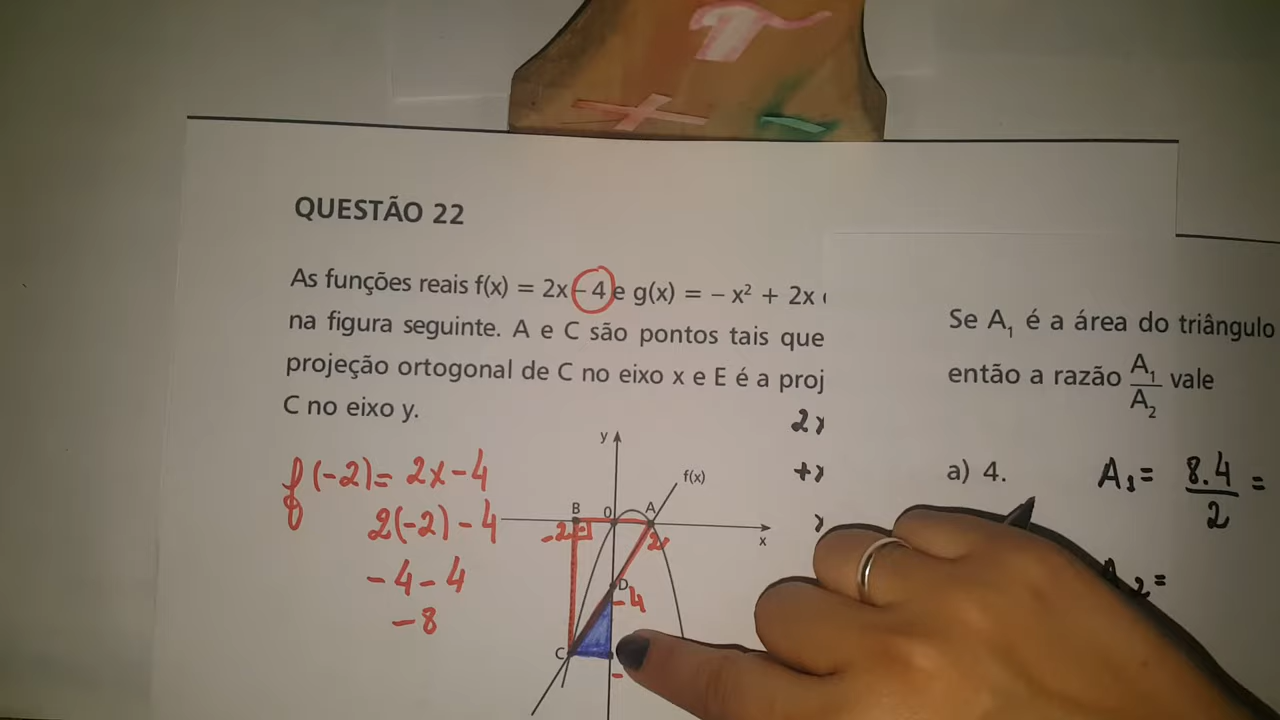 QUESTÃO 22
As funções reais f(x) = 2x – 4 e g(x) = – x² + 2x
na figura seguinte. A e C são pontos tais que
projeção ortogonal de C no eixo x e E é a proj
C no eixo y.
f(-2) = 2x - 4
2(-2) - 4
- 4 - 4
- 8
y
f(x)
B
0
A
x
-2
2
D
-4
C
-
2x
+x
x
Se A₁ é a área do triângulo
então a razão A₁/A₂ vale
a) 4.
A₁ = 8.4/2 =
A₂ =